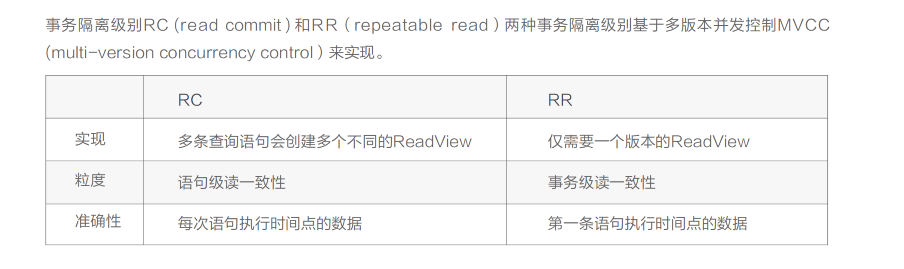 事务隔离级别RC（read commit）和RR（repeatable read）两种事务隔离级别基于多版本并发控制MVCC
(multi-version concurrency control）来实现。
RC RR
实现 多条查询语句会创建多个不同的ReadView 仅需要一个版本的ReadView
粒度 语句级读一致性 事务级读一致性
准确性 每次语句执行时间点的数据 第一条语句执行时间点的数据